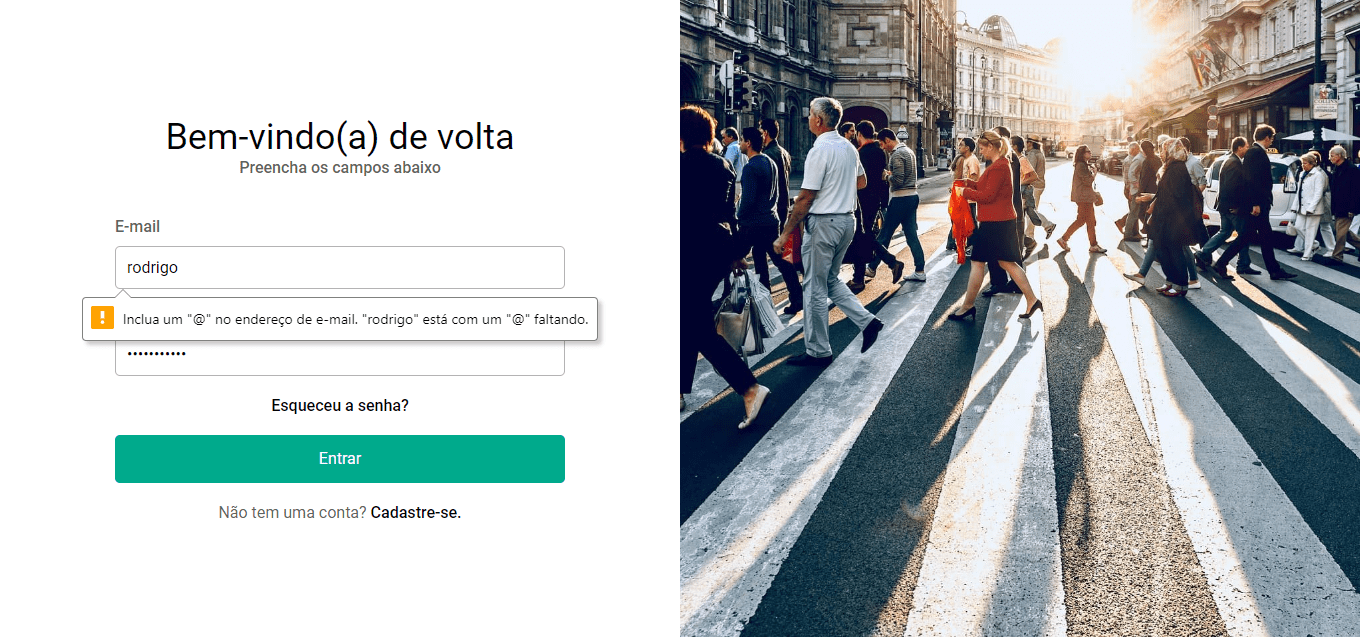 Bem-vindo(a) de volta
Preencha os campos abaixo
E-mail
rodrigo
Inclua um "@" no endereço de e-mail. "rodrigo" está com um "@" faltando.
•••••••••••
Esqueceu a senha?
Entrar
Não tem uma conta? Cadastre-se.